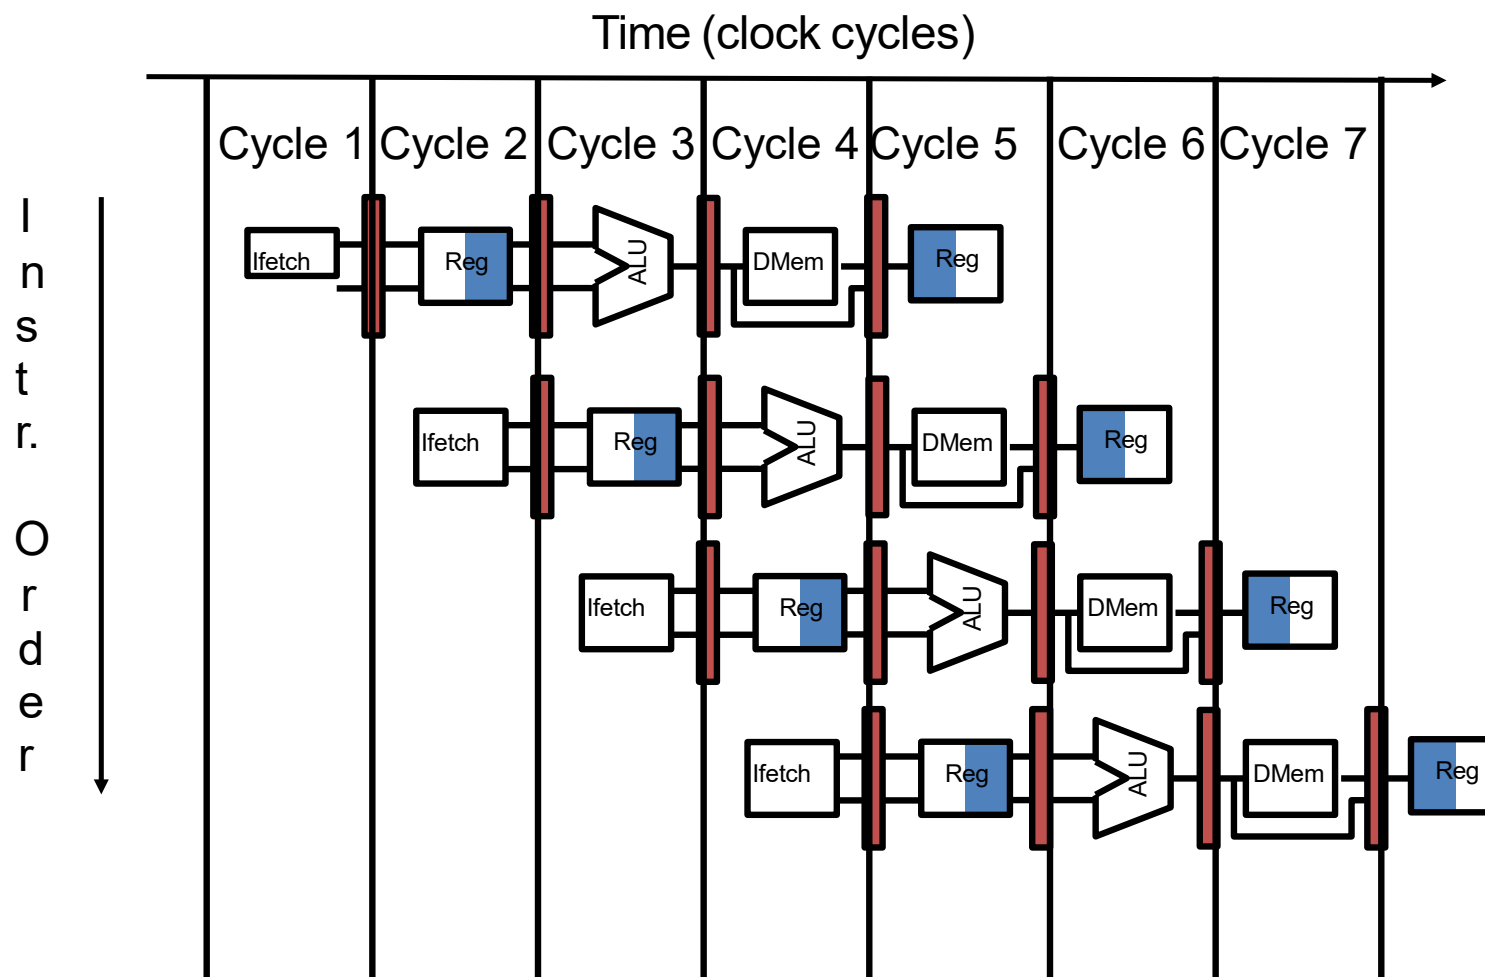 Time (clock cycles)
Cycle 1 Cycle 2 Cycle 3 Cycle 4 Cycle 5 Cycle 6 Cycle 7
I
n
s
t
r.
O
r
d
e
r
Ifetch Reg ALU DMem Reg
Ifetch Reg ALU DMem Reg
Ifetch Reg ALU DMem Reg
Ifetch Reg ALU DMem Reg